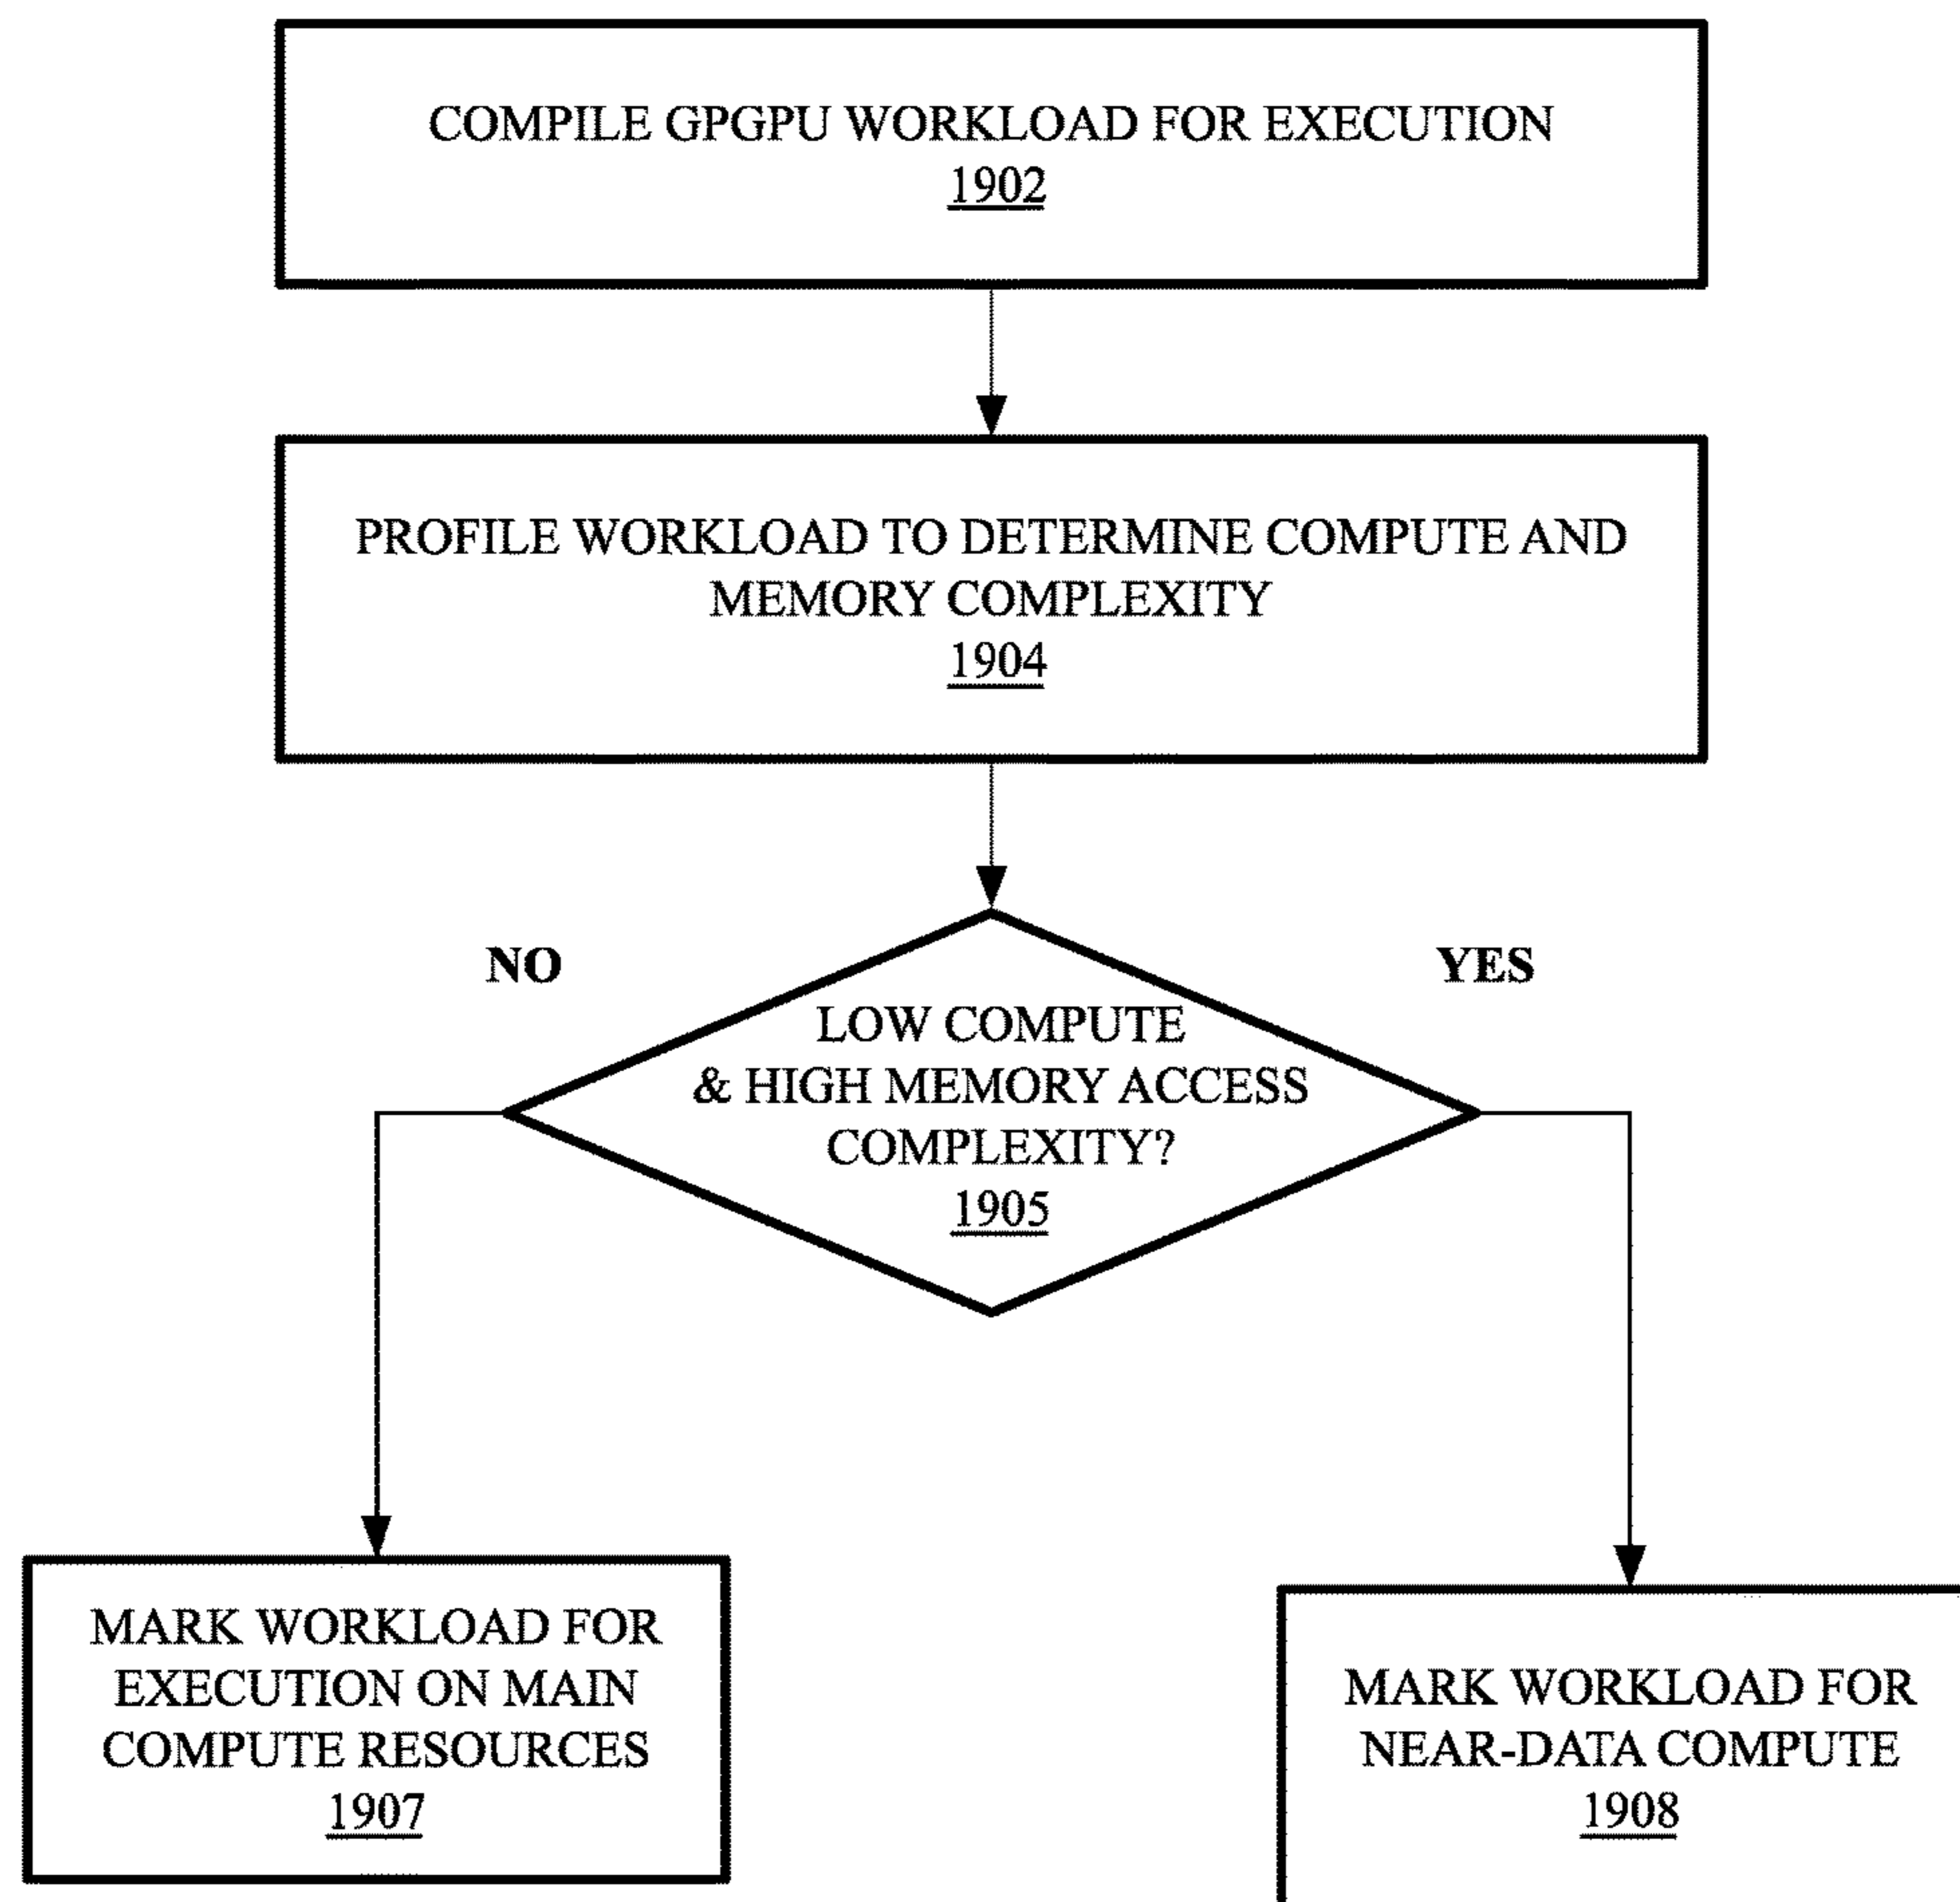 COMPILE GPGPU WORKLOAD FOR EXECUTION
1902
PROFILE WORKLOAD TO DETERMINE COMPUTE AND
MEMORY COMPLEXITY
1904
NO
YES
LOW COMPUTE
& HIGH MEMORY ACCESS
COMPLEXITY?
1905
MARK WORKLOAD FOR
EXECUTION ON MAIN
COMPUTE RESOURCES
1907
MARK WORKLOAD FOR
NEAR-DATA COMPUTE
1908